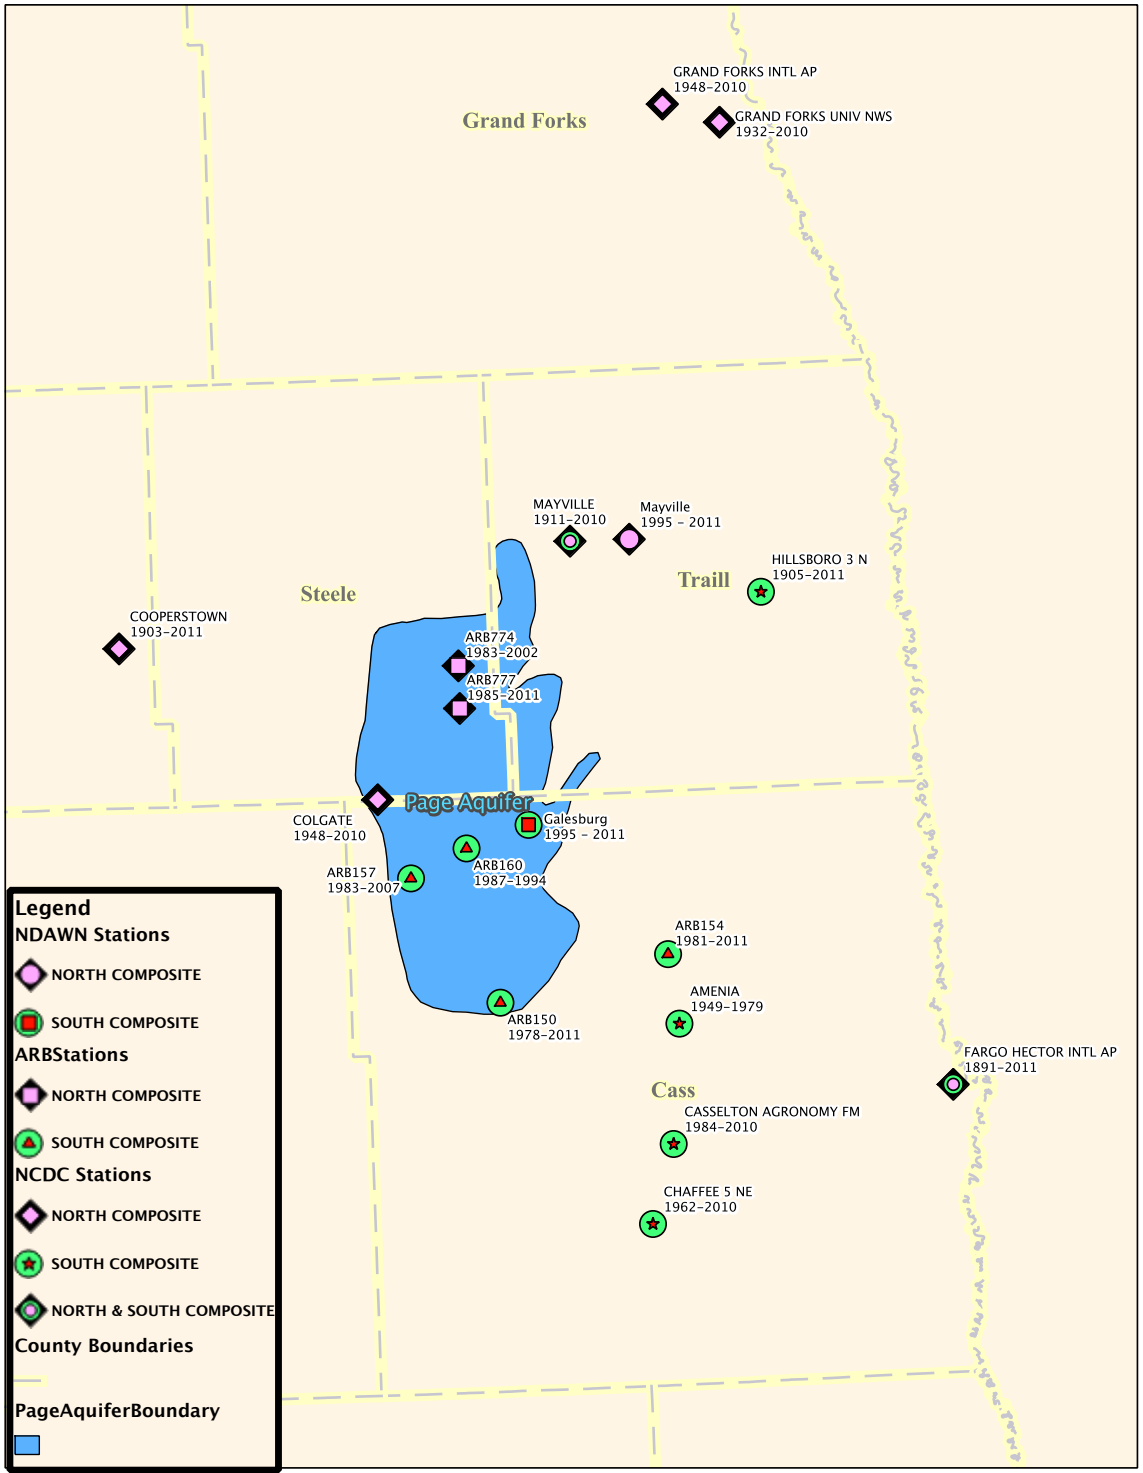 GRAND FORKS INTL AP
1948-2010
Grand Forks
GRAND FORKS UNIV NWS
1932-2010
MAYVILLE
1911-2010
Mayville
1995 - 2011
HILLSBORO 3 N
1905-2011
Traill
Steele
COOPERSTOWN
1903-2011
ARB774
1983-2002
ARB777
1985-2011
Page Aquifer
COLGATE
1948-2010
Galesburg
1995 - 2011
ARB160
1987-1994
ARB157
1983-2007
ARB154
1981-2011
AMENIA
1949-1979
ARB150
1978-2011
FARGO HECTOR INTL AP
1891-2011
Cass
CASSELTON AGRONOMY FM
1984-2010
CHAFFEE 5 NE
1962-2010
Legend
NDAWN Stations
NORTH COMPOSITE
SOUTH COMPOSITE
ARBStations
NORTH COMPOSITE
SOUTH COMPOSITE
NCDC Stations
NORTH COMPOSITE
SOUTH COMPOSITE
NORTH & SOUTH COMPOSITE
County Boundaries
PageAquiferBoundary